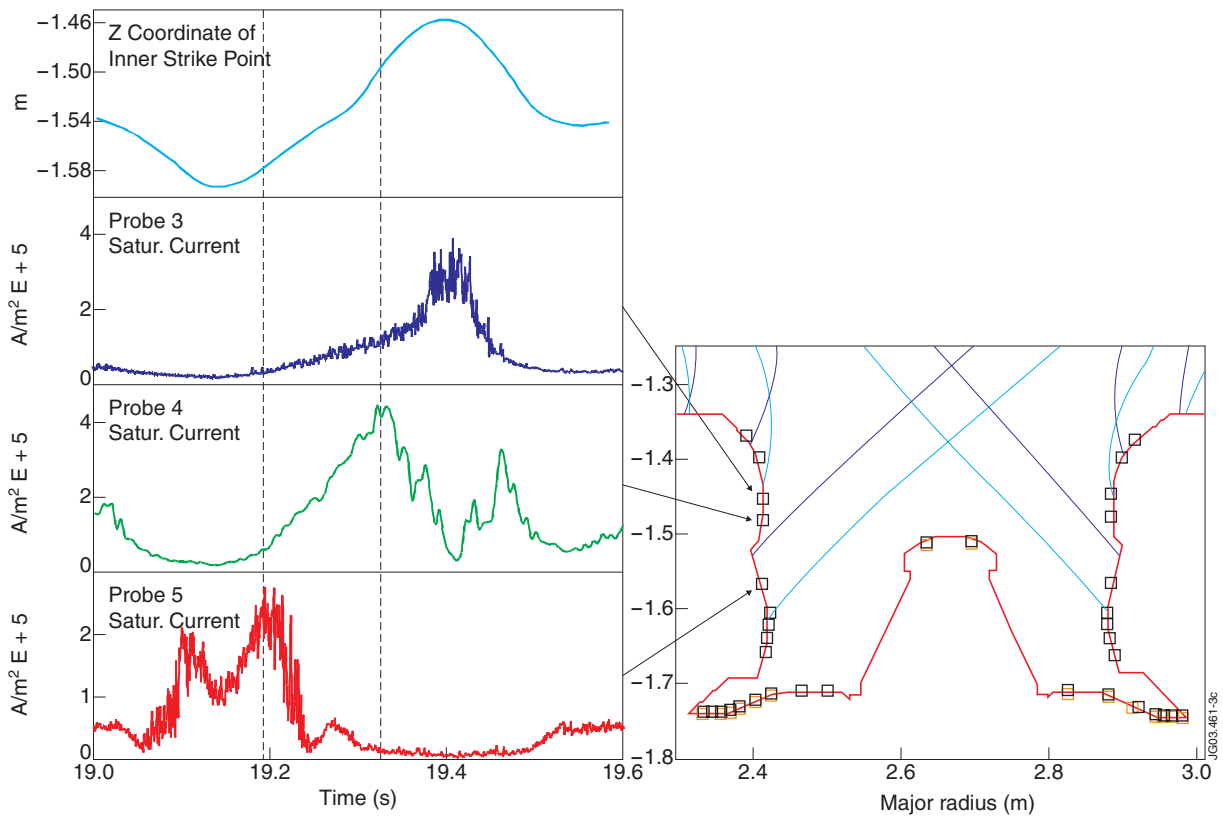 −1.46
−1.50
−1.54
−1.58
m
Z Coordinate of
Inner Strike Point
4
2
0
A/m² E + 5
Probe 3
Satur. Current
4
2
0
A/m² E + 5
Probe 4
Satur. Current
2
1
0
A/m² E + 5
Probe 5
Satur. Current
19.0
19.2
19.4
19.6
Time (s)
−1.3
−1.4
−1.5
−1.6
−1.7
−1.8
2.4
2.6
2.8
3.0
Major radius (m)
JG03.461-3c